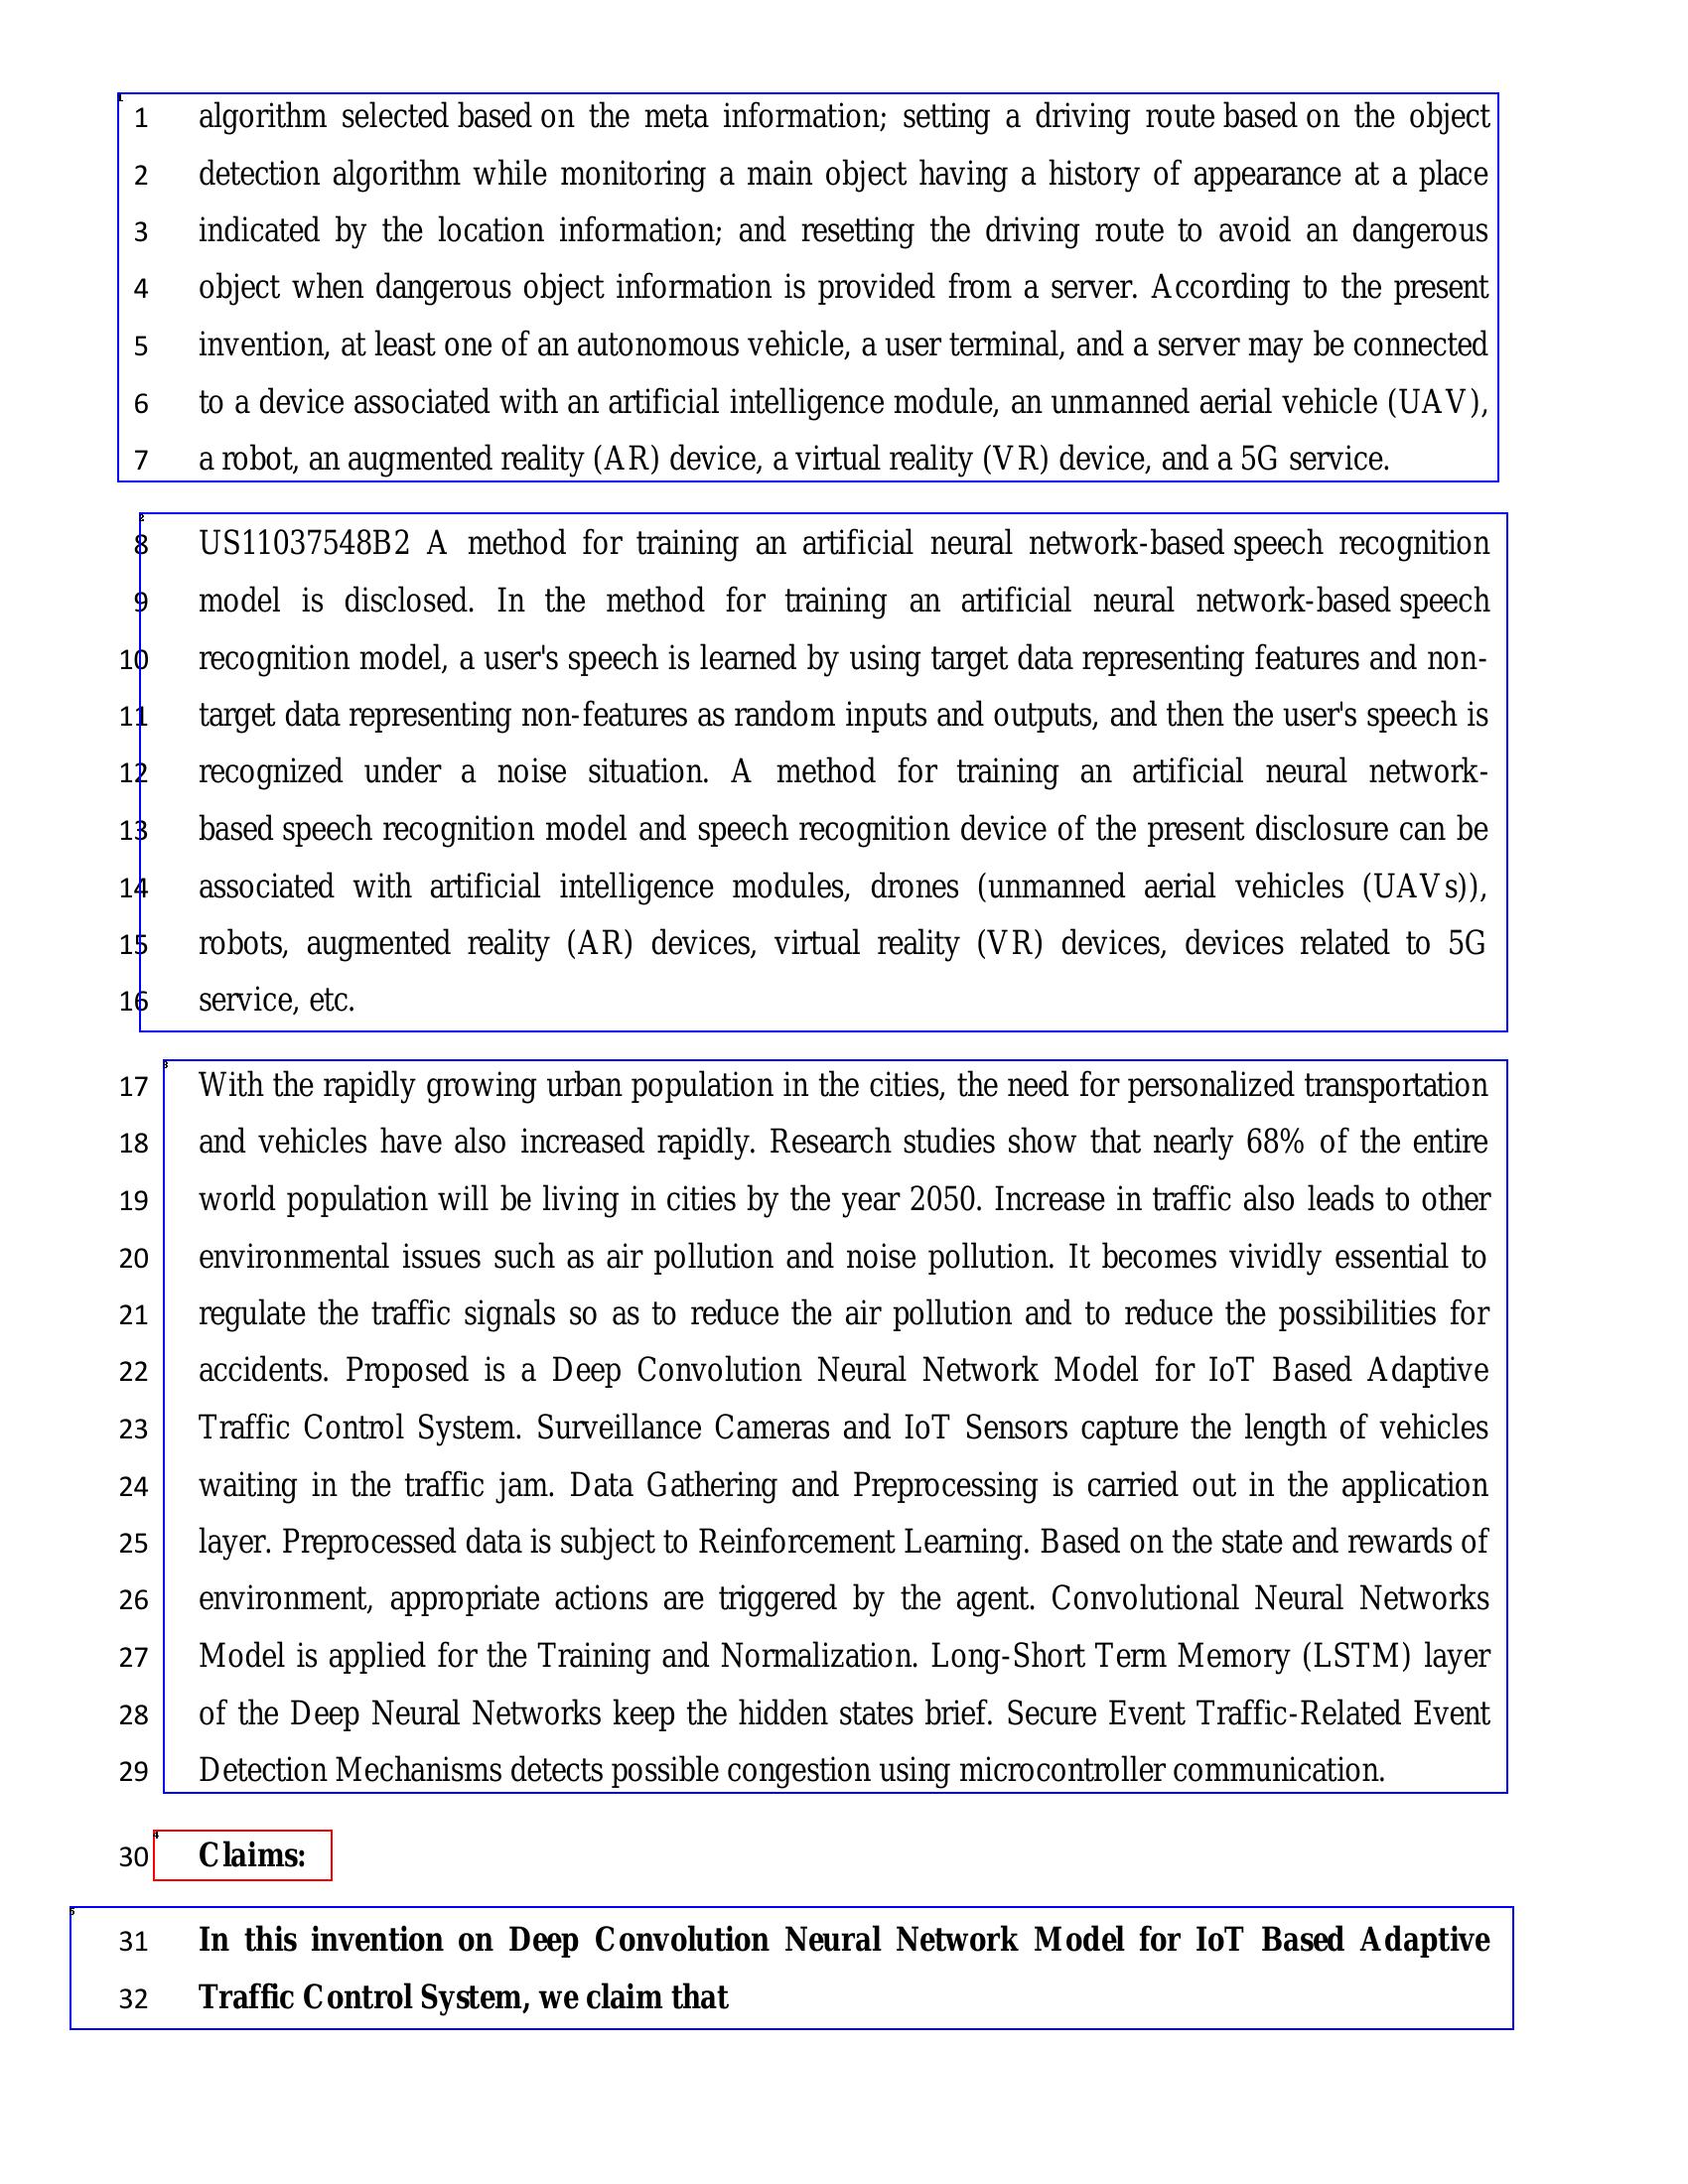 1 algorithm selected based on the meta information; setting a driving route based on the object
2 detection algorithm while monitoring a main object having a history of appearance at a place
3 indicated by the location information; and resetting the driving route to avoid an dangerous
4 object when dangerous object information is provided from a server. According to the present
5 invention, at least one of an autonomous vehicle, a user terminal, and a server may be connected
6 to a device associated with an artificial intelligence module, an unmanned aerial vehicle (UAV),
7 a robot, an augmented reality (AR) device, a virtual reality (VR) device, and a 5G service.
8 US11037548B2 A method for training an artificial neural network-based speech recognition
9 model is disclosed. In the method for training an artificial neural network-based speech
10 recognition model, a user's speech is learned by using target data representing features and non-
11 target data representing non-features as random inputs and outputs, and then the user's speech is
12 recognized under a noise situation. A method for training an artificial neural network-
13 based speech recognition model and speech recognition device of the present disclosure can be
14 associated with artificial intelligence modules, drones (unmanned aerial vehicles (UAVs)),
15 robots, augmented reality (AR) devices, virtual reality (VR) devices, devices related to 5G
16 service, etc.
17 With the rapidly growing urban population in the cities, the need for personalized transportation
18 and vehicles have also increased rapidly. Research studies show that nearly 68% of the entire
19 world population will be living in cities by the year 2050. Increase in traffic also leads to other
20 environmental issues such as air pollution and noise pollution. It becomes vividly essential to
21 regulate the traffic signals so as to reduce the air pollution and to reduce the possibilities for
22 accidents. Proposed is a Deep Convolution Neural Network Model for IoT Based Adaptive
23 Traffic Control System. Surveillance Cameras and IoT Sensors capture the length of vehicles
24 waiting in the traffic jam. Data Gathering and Preprocessing is carried out in the application
25 layer. Preprocessed data is subject to Reinforcement Learning. Based on the state and rewards of
26 environment, appropriate actions are triggered by the agent. Convolutional Neural Networks
27 Model is applied for the Training and Normalization. Long-Short Term Memory (LSTM) layer
28 of the Deep Neural Networks keep the hidden states brief. Secure Event Traffic-Related Event
29 Detection Mechanisms detects possible congestion using microcontroller communication.
30 Claims:
31 In this invention on Deep Convolution Neural Network Model for IoT Based Adaptive
32 Traffic Control System, we claim that